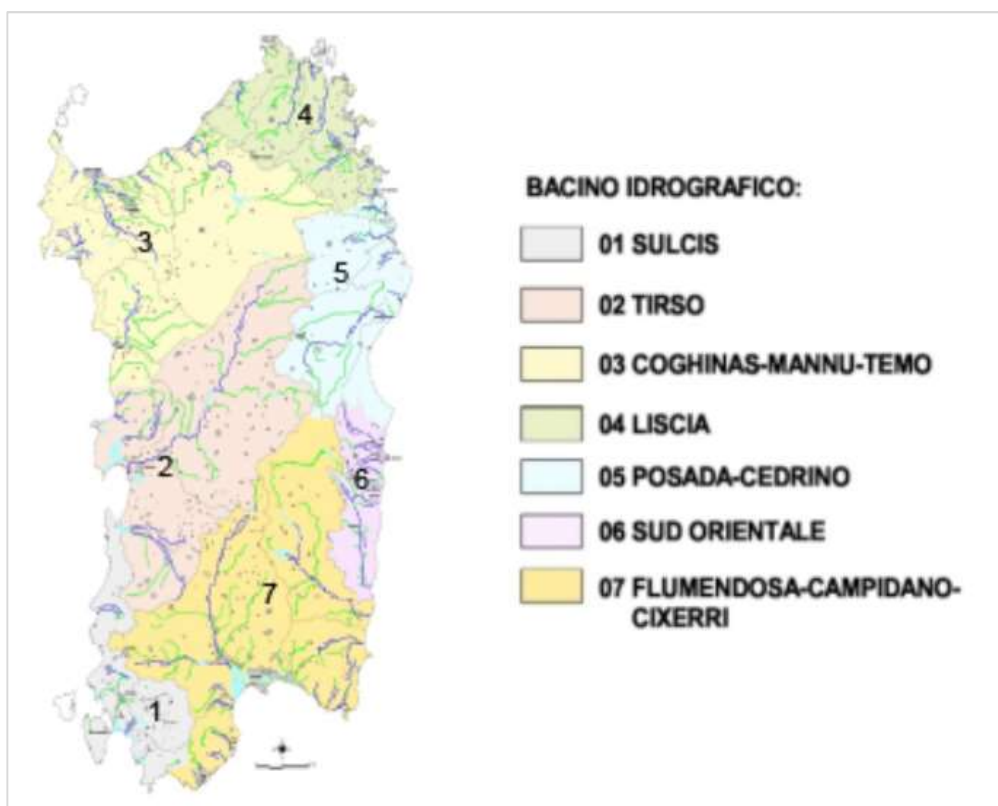 4
3
5
2
6
7
1
BACINO IDROGRAFICO:
01 SULCIS
02 TIRSO
03 COGHINAS-MANNU-TEMO
04 LISCIA
05 POSADA-CEDRINO
06 SUD ORIENTALE
07 FLUMENDOSA-CAMPIDANO-
CIXERRI